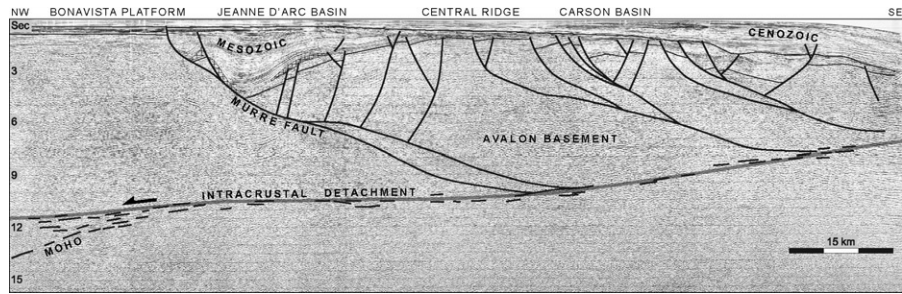 NW BONAVISTA PLATFORM JEANNE D'ARC BASIN CENTRAL RIDGE CARSON BASIN SE
Sec
MESOZOIC
CENOZOIC
3
MURRE FAULT
6
AVALON BASEMENT
9
INTRACRUSTAL DETACHMENT
12
MOHO
15 km
15